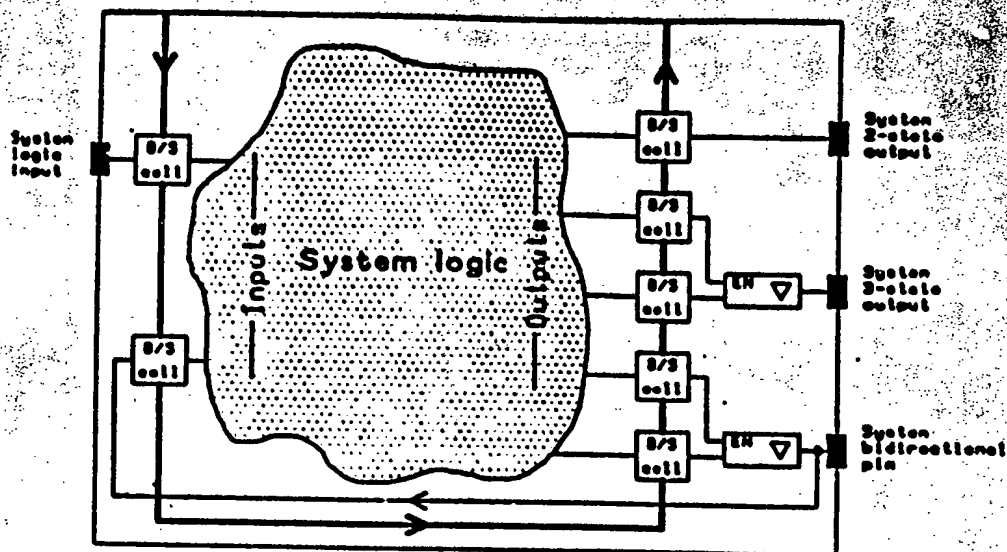 System
logic
input
B/S
cell
B/S
cell
Inputs
System logic
Outputs
B/S
cell
B/S
cell
B/S
cell
B/S
cell
B/S
cell
EN
EN
System
2-state
output
System
3-state
output
System
bidirectional
pin